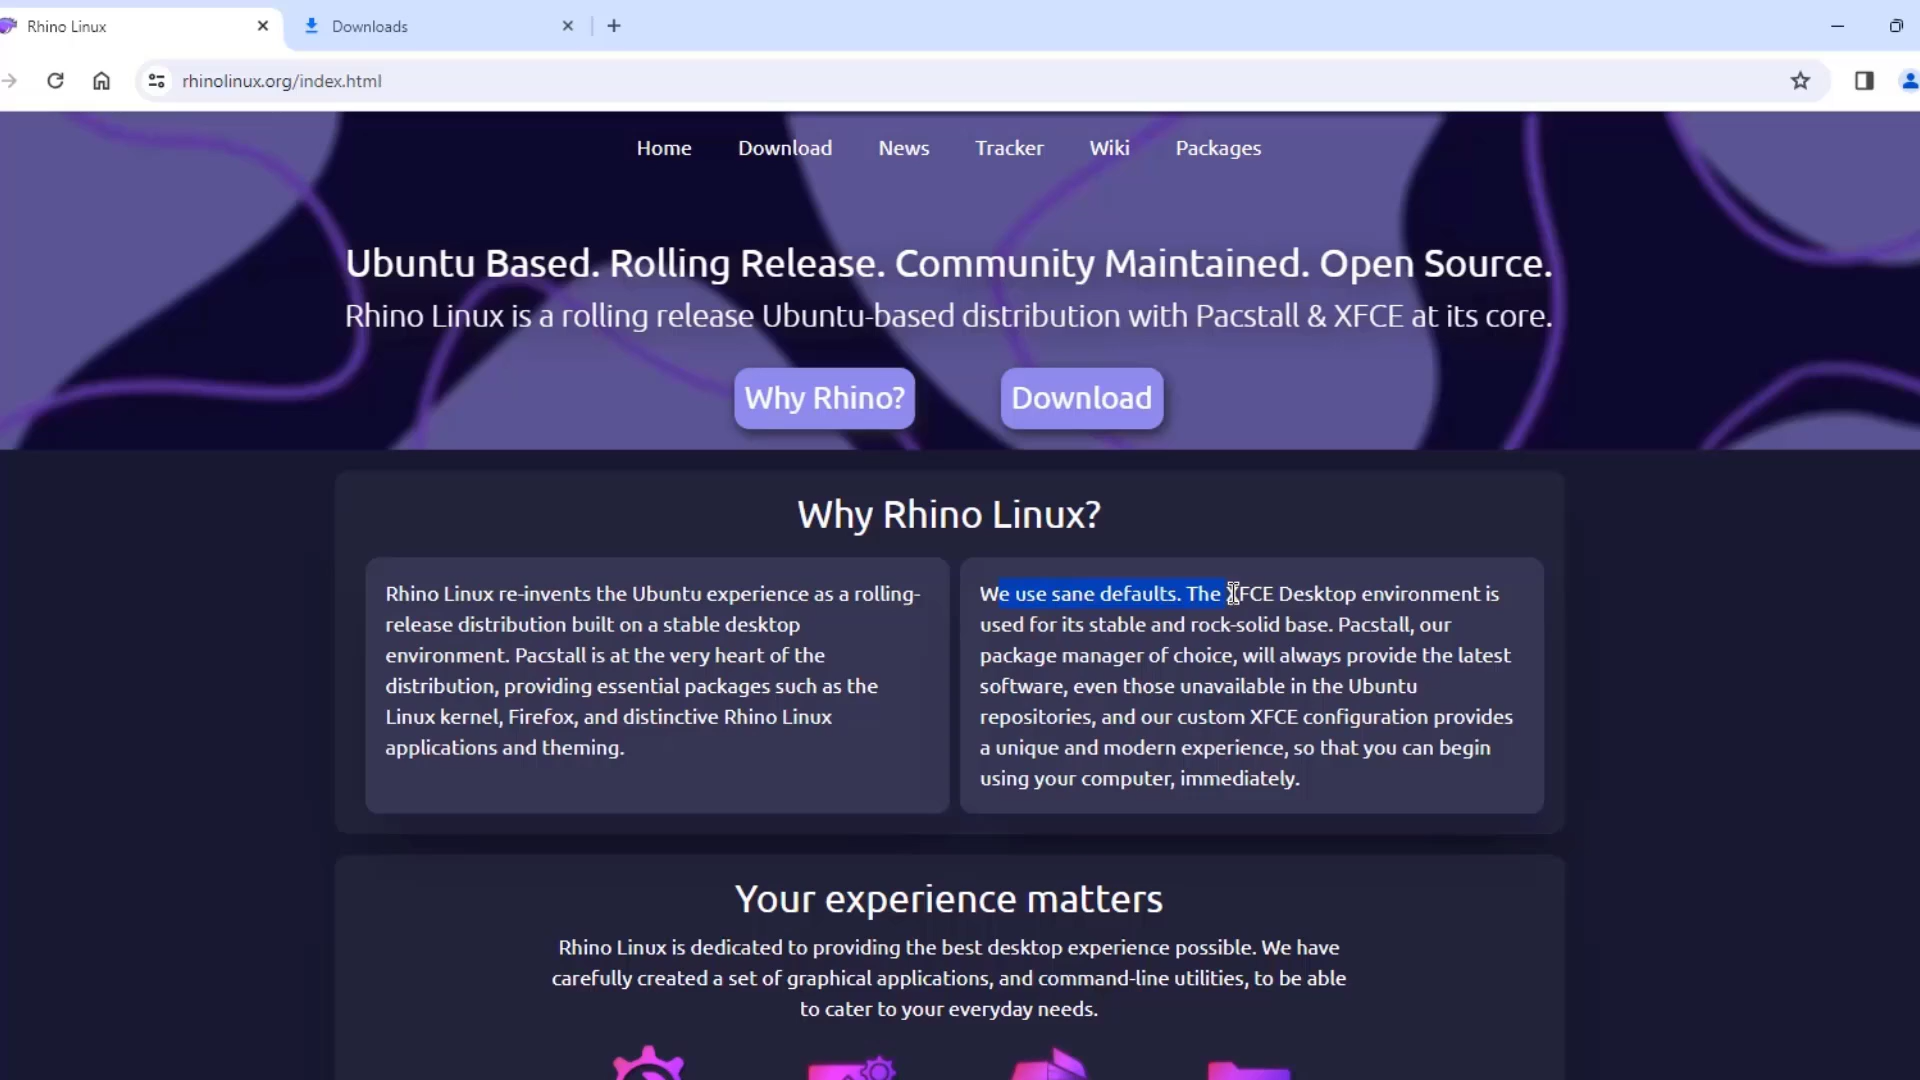 Rhino Linux
Downloads
rhinolinux.org/index.html
Home Download News Tracker Wiki Packages
Ubuntu Based. Rolling Release. Community Maintained. Open Source.
Rhino Linux is a rolling release Ubuntu-based distribution with Pacstall & XFCE at its core.
Why Rhino? Download
Why Rhino Linux?
Rhino Linux re-invents the Ubuntu experience as a rolling-
release distribution built on a stable desktop
environment. Pacstall is at the very heart of the
distribution, providing essential packages such as the
Linux kernel, Firefox, and distinctive Rhino Linux
applications and theming.
We use sane defaults. The XFCE Desktop environment is
used for its stable and rock-solid base. Pacstall, our
package manager of choice, will always provide the latest
software, even those unavailable in the Ubuntu
repositories, and our custom XFCE configuration provides
a unique and modern experience, so that you can begin
using your computer, immediately.
Your experience matters
Rhino Linux is dedicated to providing the best desktop experience possible. We have
carefully created a set of graphical applications, and command-line utilities, to be able
to cater to your everyday needs.